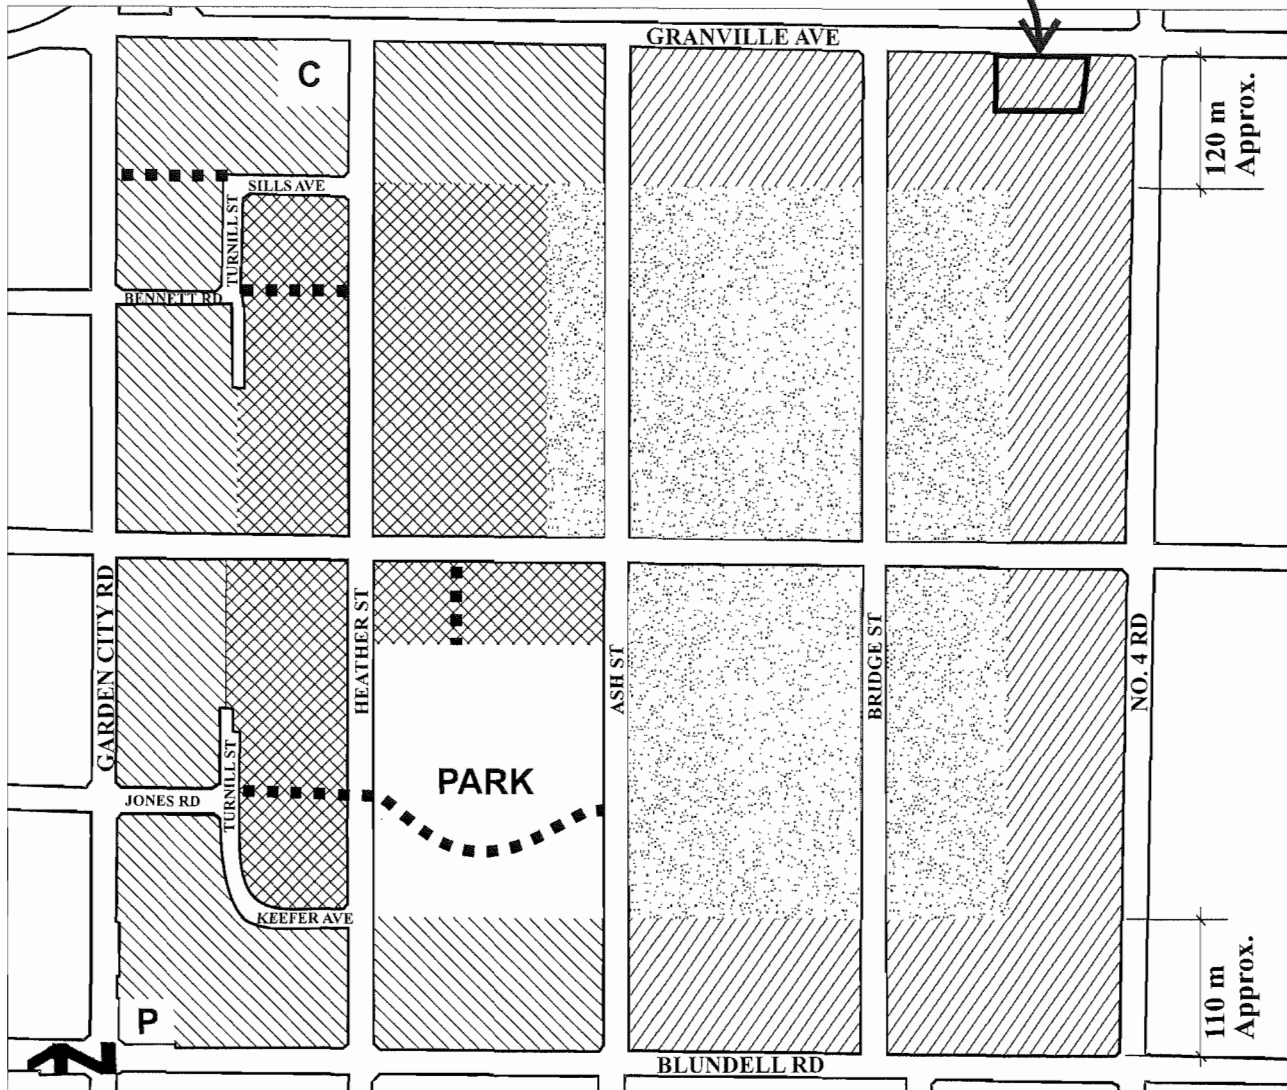 GRANVILLE AVE
C
120 m
Approx.
SILLS AVE
TURNILL ST
BENNETT RD
GARDEN CITY RD
HEATHER ST
ASH ST
BRIDGE ST
NO. 4 RD
TURNILL ST
PARK
JONES RD
KEEFER AVE
110 m
Approx.
P
BLUNDELL RD